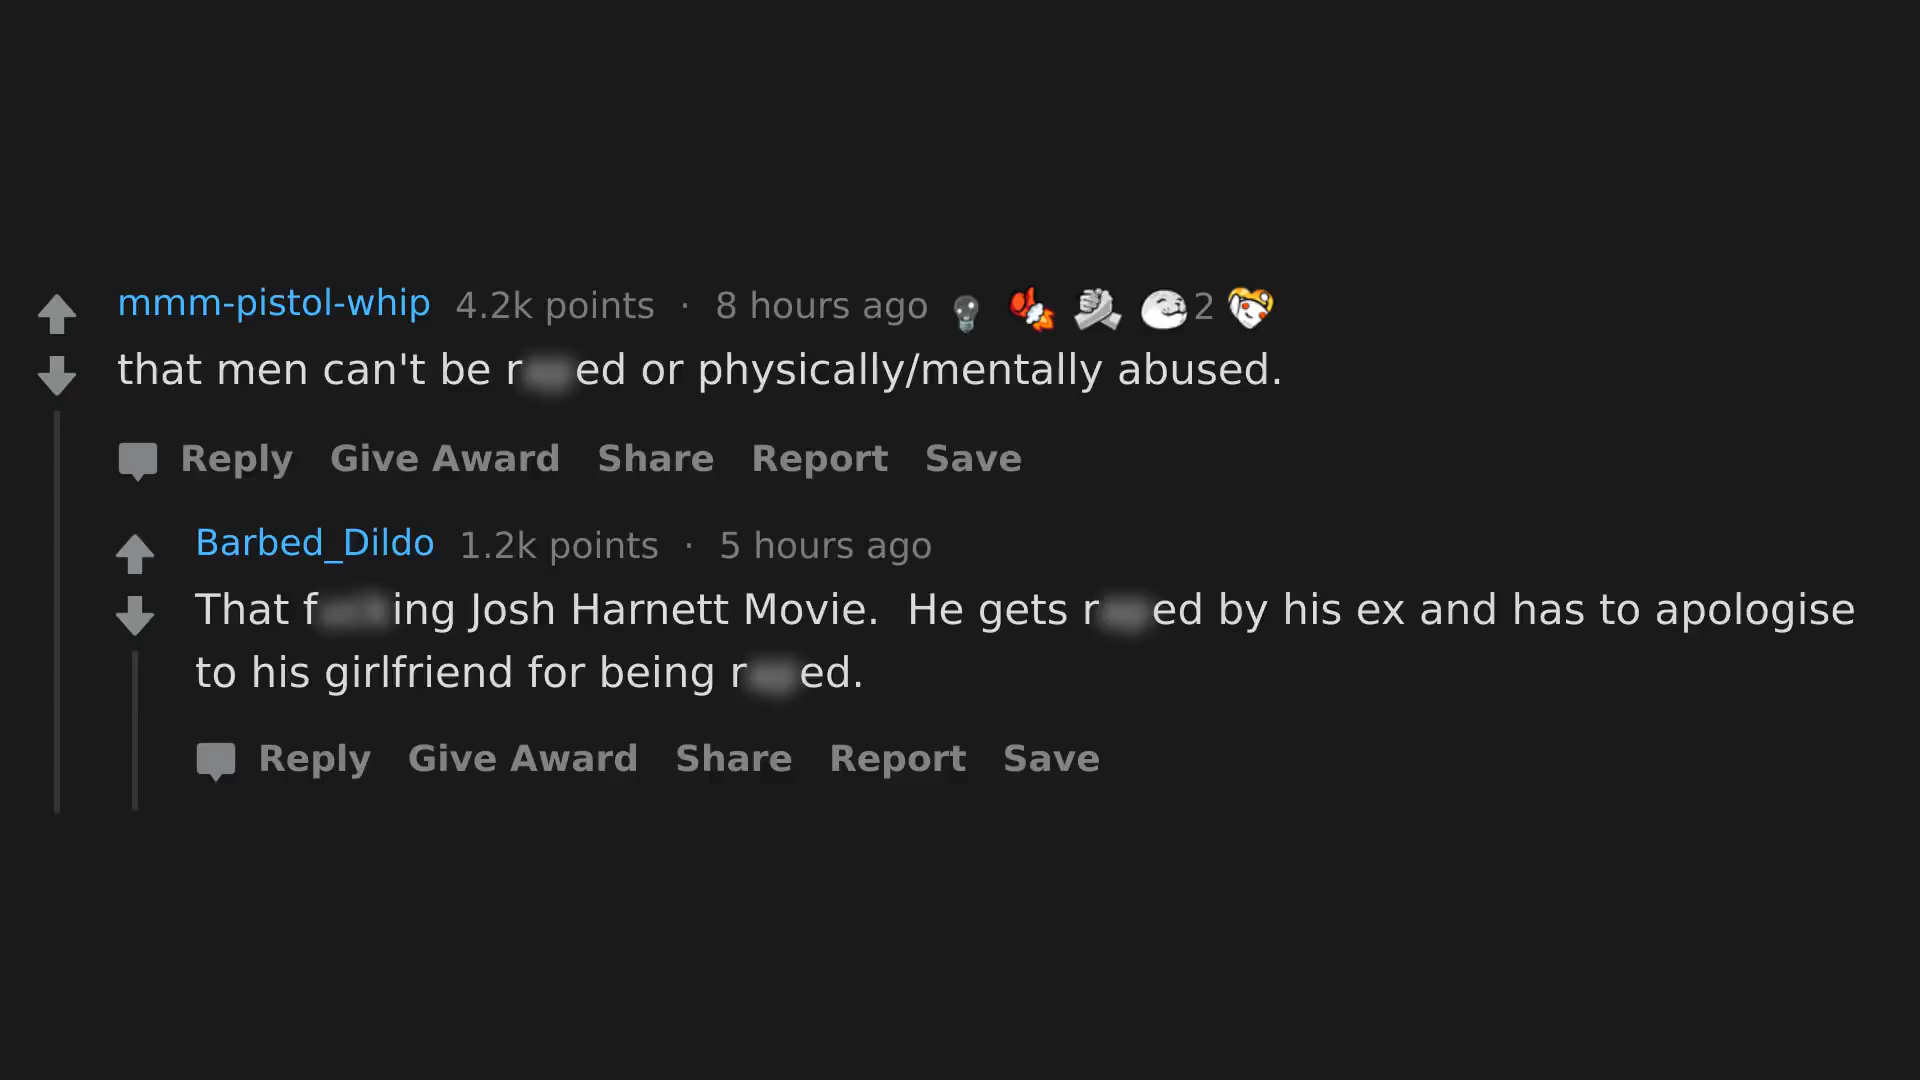 mmm-pistol-whip 4.2k points · 8 hours ago 2
that men can't be r ed or physically/mentally abused.
Reply Give Award Share Report Save
Barbed_Dildo 1.2k points · 5 hours ago
That f ing Josh Harnett Movie. He gets r ed by his ex and has to apologise
to his girlfriend for being r ed.
Reply Give Award Share Report Save